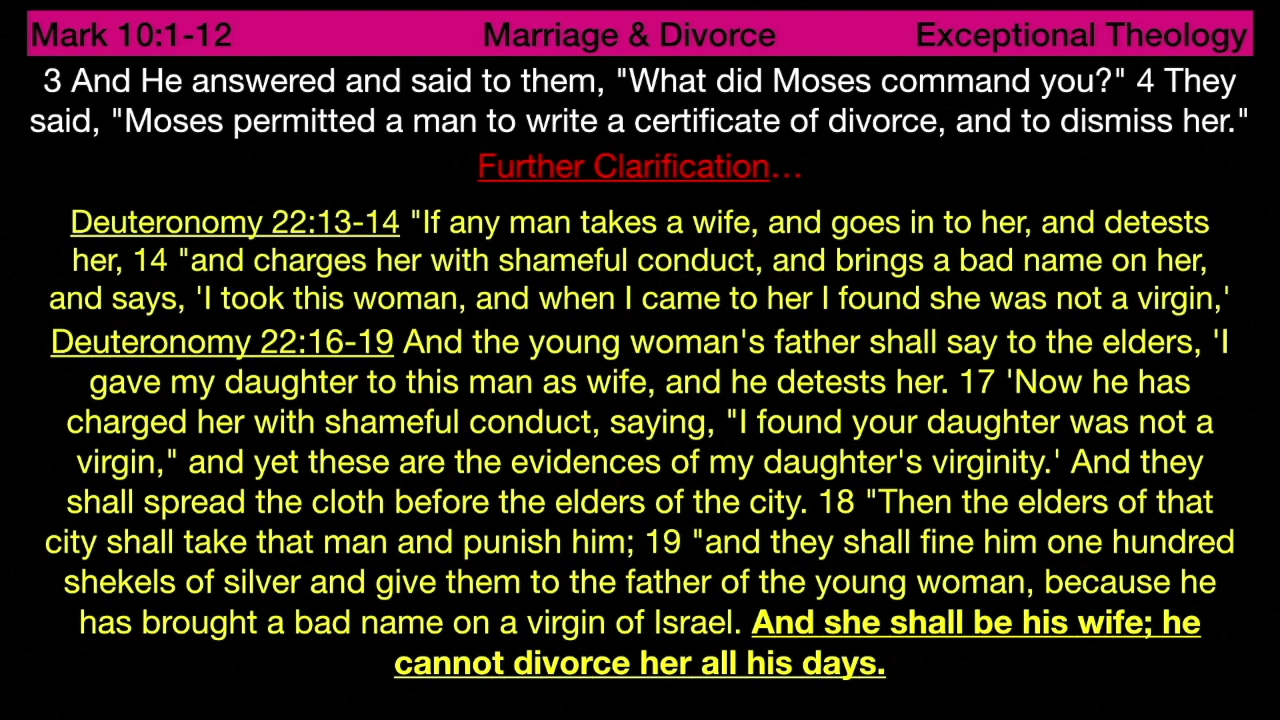 Mark 10:1-12 Marriage & Divorce Exceptional Theology
3 And He answered and said to them, "What did Moses command you?" 4 They
said, "Moses permitted a man to write a certificate of divorce, and to dismiss her."
Further Clarification…
Deuteronomy 22:13-14 "If any man takes a wife, and goes in to her, and detests
her, 14 "and charges her with shameful conduct, and brings a bad name on her,
and says, 'I took this woman, and when I came to her I found she was not a virgin,'
Deuteronomy 22:16-19 And the young woman's father shall say to the elders, 'I
gave my daughter to this man as wife, and he detests her. 17 'Now he has
charged her with shameful conduct, saying, "I found your daughter was not a
virgin," and yet these are the evidences of my daughter's virginity.' And they
shall spread the cloth before the elders of the city. 18 "Then the elders of that
city shall take that man and punish him; 19 "and they shall fine him one hundred
shekels of silver and give them to the father of the young woman, because he
has brought a bad name on a virgin of Israel. And she shall be his wife; he
cannot divorce her all his days.